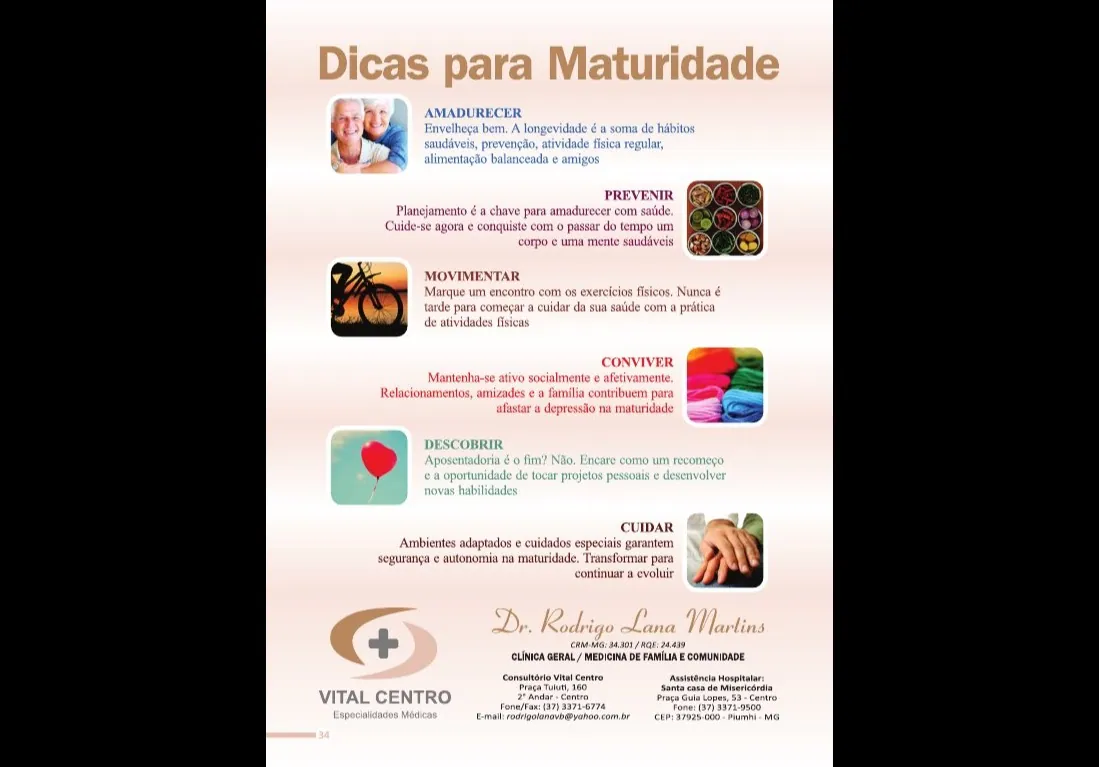 Dicas para Maturidade
AMADURECER
Envelheça bem. A longevidade é a soma de hábitos
saudáveis, prevenção, atividade física regular,
alimentação balanceada e amigos
PREVENIR
Planejamento é a chave para amadurecer com saúde.
Cuide-se agora e conquiste com o passar do tempo um
corpo e uma mente saudáveis
MOVIMENTAR
Marque um encontro com os exercícios físicos. Nunca é
tarde para começar a cuidar da sua saúde com a prática
de atividades físicas
CONVIVER
Mantenha-se ativo socialmente e afetivamente.
Relacionamentos, amizades e a família contribuem para
afastar a depressão na maturidade
DESCOBRIR
Aposentadoria é o fim? Não. Encare como um recomeço
e a oportunidade de tocar projetos pessoais e desenvolver
novas habilidades
CUIDAR
Ambientes adaptados e cuidados especiais garantem
segurança e autonomia na maturidade. Transformar para
continuar a evoluir
VITAL CENTRO
Especialidades Médicas
Dr. Rodrigo Lana Martins
CRM-MG: 34.301 / RQE: 24.439
CLÍNICA GERAL / MEDICINA DE FAMÍLIA E COMUNIDADE
Consultório Vital Centro
Praça Tuiuti, 160
2° Andar - Centro
Fone/Fax: (37) 3371-6774
E-mail: rodrigolanavb@yahoo.com.br
Assistência Hospitalar:
Santa casa de Misericórdia
Praça Guia Lopes, 53 - Centro
Fone: (37) 3371-9500
CEP: 37925-000 - Piumhi - MG
34